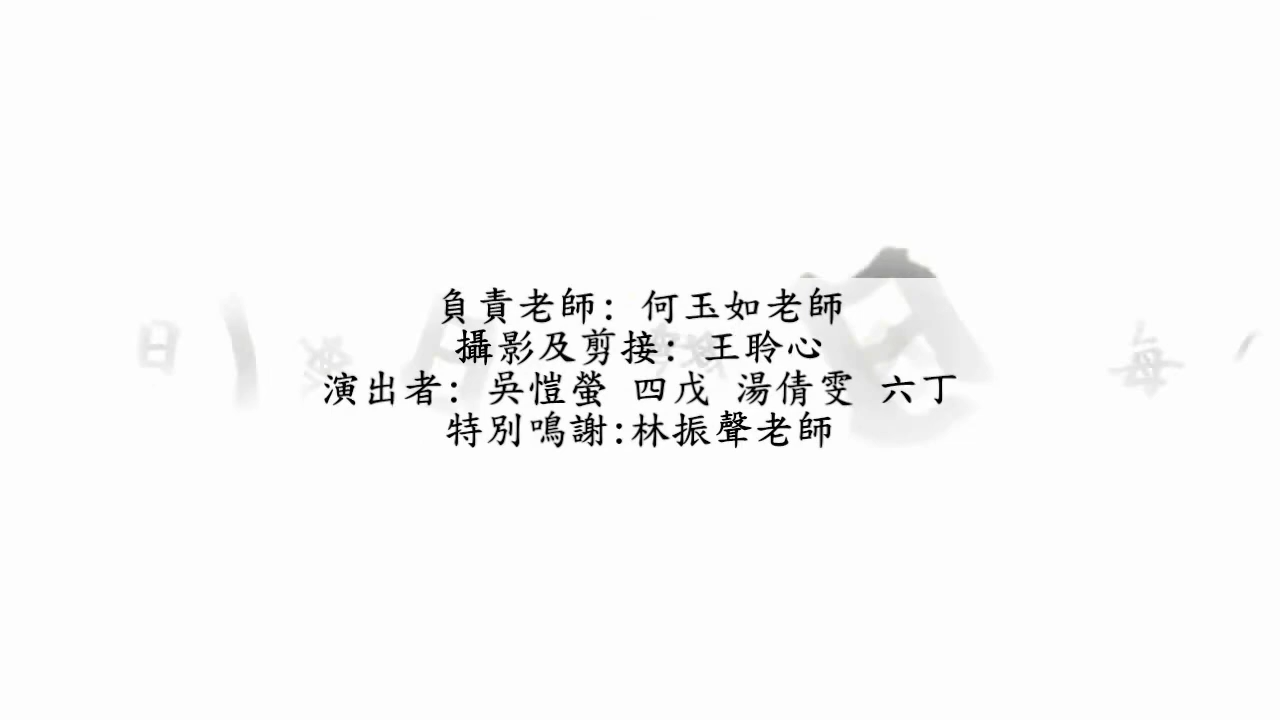 負責老師: 何玉如老師
攝影及剪接: 王聆心
演出者: 吳愷螢 四戊 湯倩雯 六丁
特別鳴謝:林振聲老師
日
每